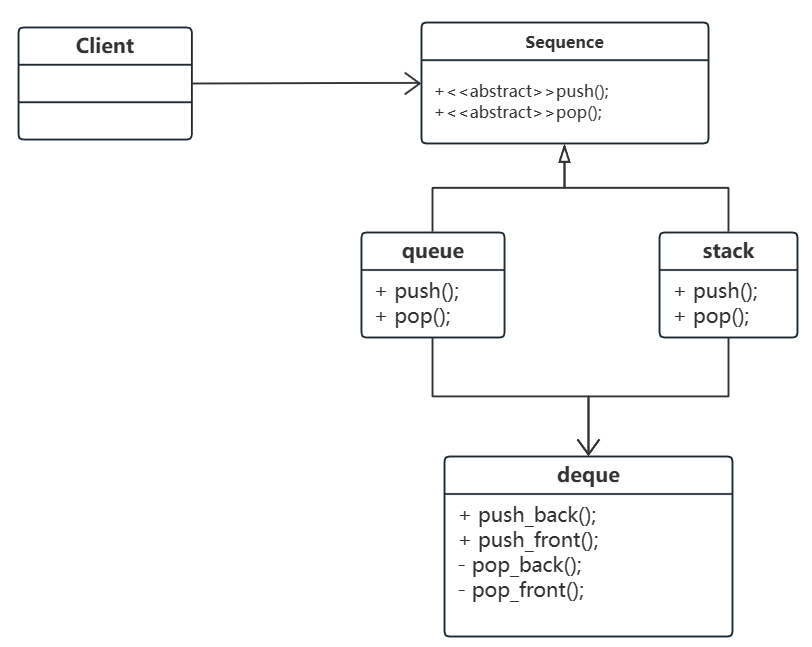 Client
Sequence
+<<abstract>>push();
+<<abstract>>pop();
queue
+ push();
+ pop();
stack
+ push();
+ pop();
deque
+ push_back();
+ push_front();
- pop_back();
- pop_front();